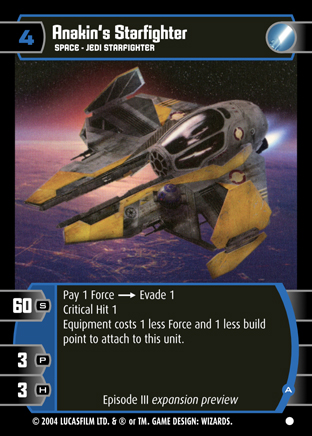 4
Anakin's Starfighter
SPACE - JEDI STARFIGHTER
60 S
Pay 1 Force → Evade 1
Critical Hit 1
Equipment costs 1 less Force and 1 less build
point to attach to this unit.
3 P
3 H
A
Episode III expansion preview
© 2004 LUCASFILM LTD. & ® or TM. GAME DESIGN: WIZARDS.